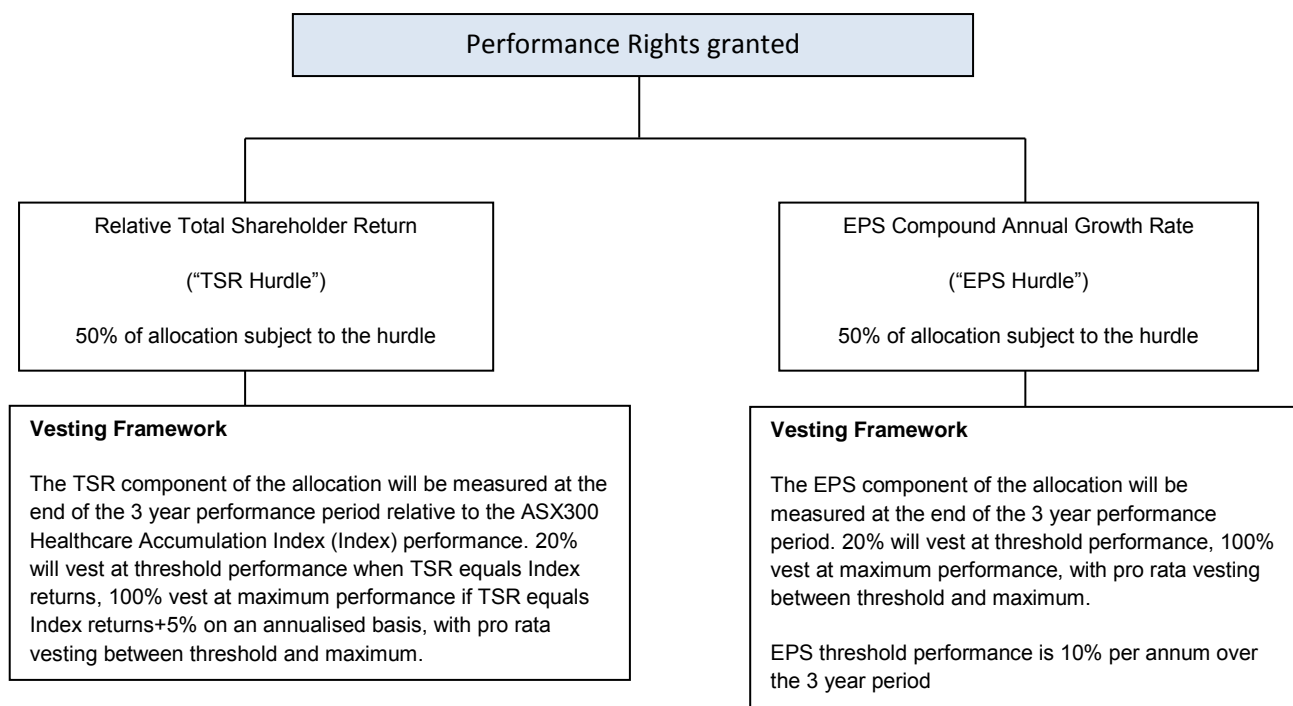 Performance Rights granted
Relative Total Shareholder Return
(“TSR Hurdle”)
50% of allocation subject to the hurdle
EPS Compound Annual Growth Rate
(“EPS Hurdle”)
50% of allocation subject to the hurdle
Vesting Framework
The TSR component of the allocation will be measured at the
end of the 3 year performance period relative to the ASX300
Healthcare Accumulation Index (Index) performance. 20%
will vest at threshold performance when TSR equals Index
returns, 100% vest at maximum performance if TSR equals
Index returns+5% on an annualised basis, with pro rata
vesting between threshold and maximum.
Vesting Framework
The EPS component of the allocation will be
measured at the end of the 3 year performance
period. 20% will vest at threshold performance, 100%
vest at maximum performance, with pro rata vesting
between threshold and maximum.
EPS threshold performance is 10% per annum over
the 3 year period